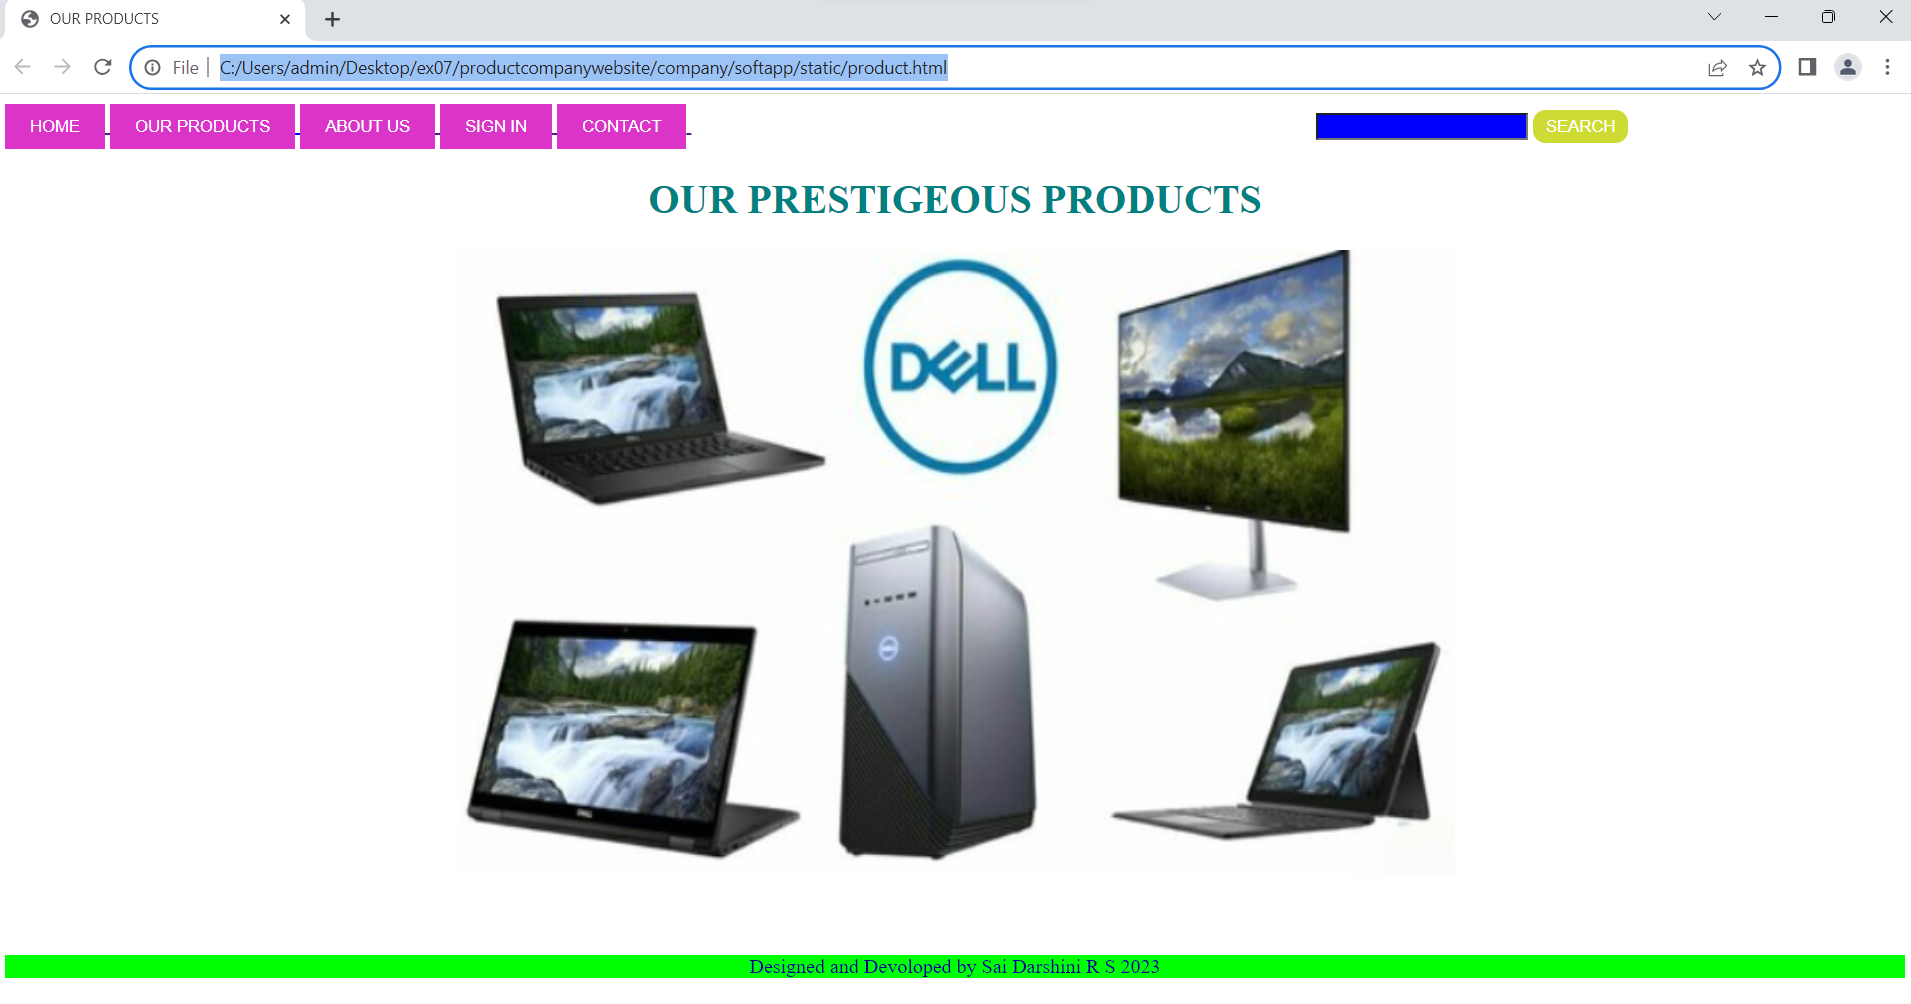 OUR PRODUCTS
File C:/Users/admin/Desktop/ex07/productcompanywebsite/company/softapp/static/product.html
HOME OUR PRODUCTS ABOUT US SIGN IN CONTACT SEARCH
OUR PRESTIGEOUS PRODUCTS
DELL
Designed and Devoloped by Sai Darshini R S 2023